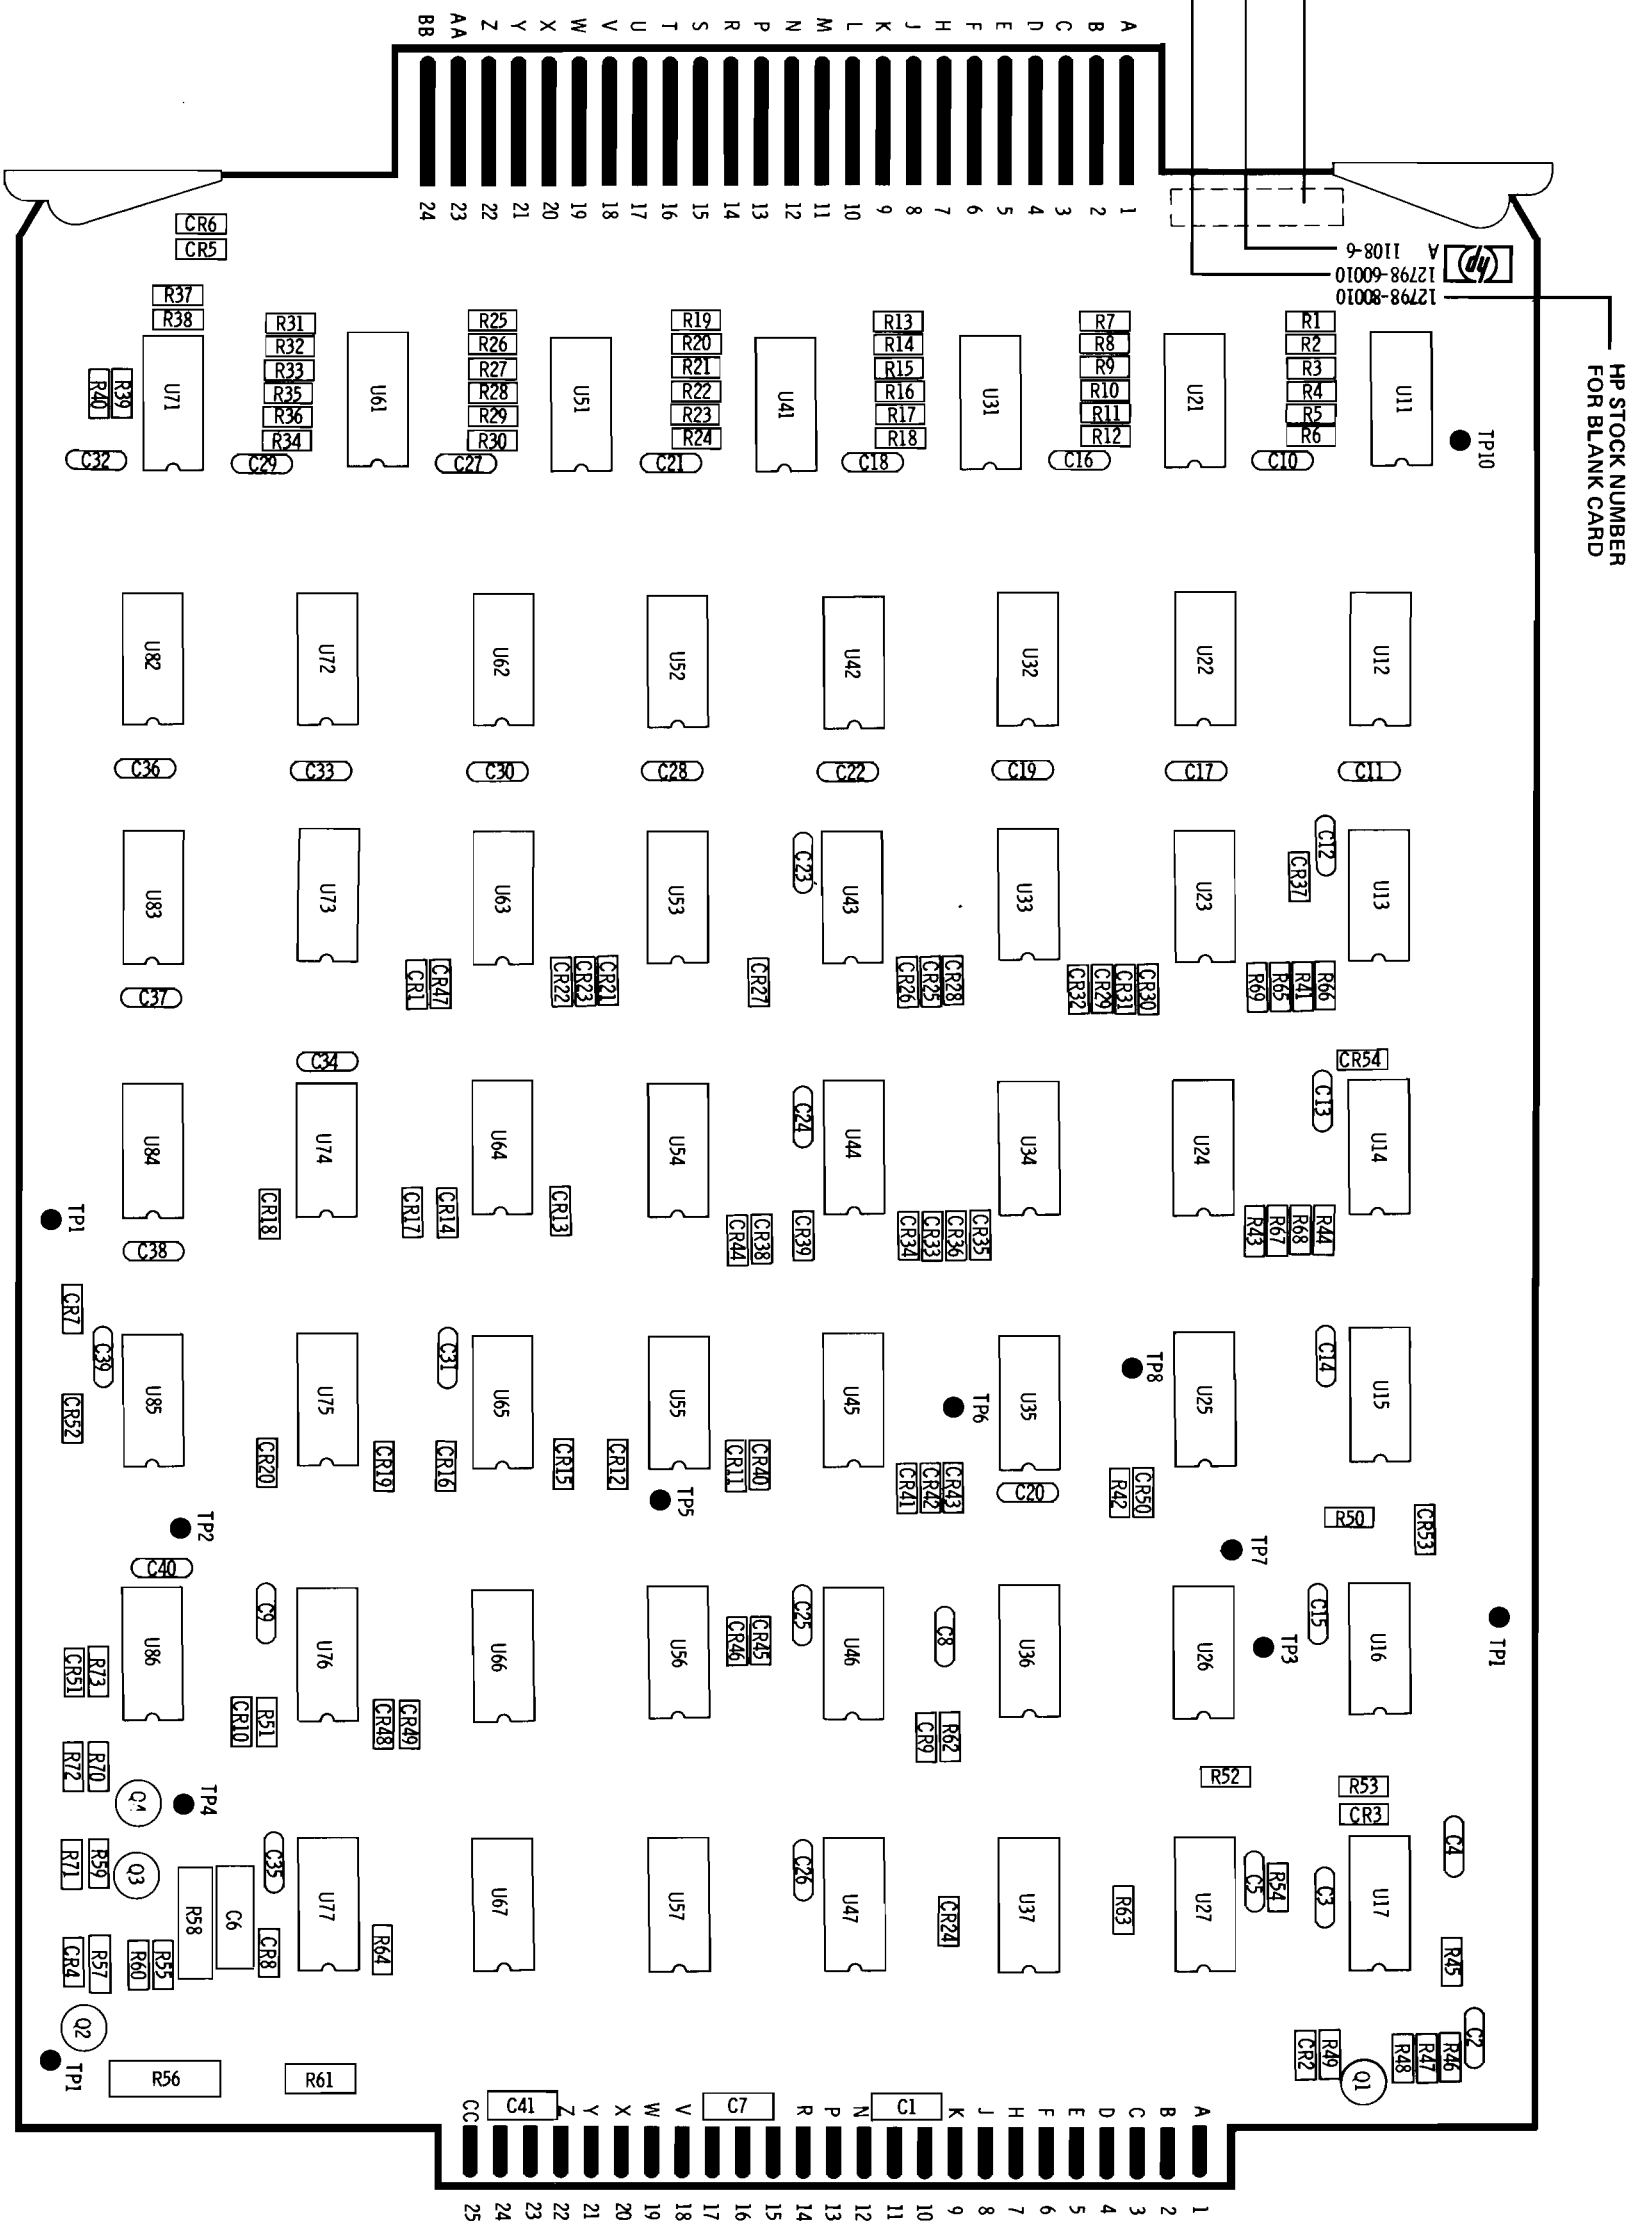 BB AA Z Y X W V U T S R P N M L K J H F E D C B A
24 23 22 21 20 19 18 17 16 15 14 13 12 11 10 9 8 7 6 5 4 3 2 1
hp
A 1108-6
12798-60010
12798-80010
HP STOCK NUMBER
FOR BLANK CARD
CR6
CR5
R37
R38
R40 R39
U71
C32
R31
R32
R33
R35
R36
R34
C29
U61
R25
R26
R27
R28
R29
R30
C27
U51
R19
R20
R21
R22
R23
R24
C21
U41
R13
R14
R15
R16
R17
R18
C18
U31
R7
R8
R9
R10
R11
R12
C16
U21
R1
R2
R3
R4
R5
R6
C10
U11
TP10
U82 U72 U62 U52 U42 U32 U22 U12
C36 C33 C30 C28 C22 C19 C17 C11
C23 C12 CR37
U83 U73 U63 U53 U43 U33 U23 U13
CR1 CR47 CR22 CR23 CR21 CR27 CR26 CR25 CR28 CR32 CR29 CR31 CR30 R69 R65 R41 R66
C37
C34 CR54
C24 C13
U84 U74 U64 U54 U44 U34 U24 U14
TP1 CR18 CR17 CR14 CR13 CR44 CR38 CR39 CR34 CR33 CR36 CR35 R43 R67 R68 R44
C38
CR7
C39 C31 C14
TP8
TP6
CR52 U85 U75 U65 U55 U45 U35 U25 U15
CR20 CR19 CR16 CR15 CR12 CR11 CR40 CR41 CR42 CR43 C20 R42 CR50
TP5
R50 CR53
TP2
TP7
C40
C9 C25 C8 C15
U86 U76 U66 U56 CR46 CR45 U46 U36 U26 TP3 U16 TP1
CR51 R73
CR10 R51 CR48 CR49 CR9 R62
R72 R70
R52 R53
CR3
Q4 TP4
R71 R59 Q3 C35 C26 C5 R54 C3 C4
R58 C6 U77 U67 U57 U47 CR24 U37 R63 U27 U17
CR4 R57 R60 R55 CR8 R64 R45
Q2
TP1 R56 R61
CR2 R49 Q1 R48 R47 R46 C2
CC C41 Z Y X W V C7 R P N C1 K J H F E D C B A
25 24 23 22 21 20 19 18 17 16 15 14 13 12 11 10 9 8 7 6 5 4 3 2 1